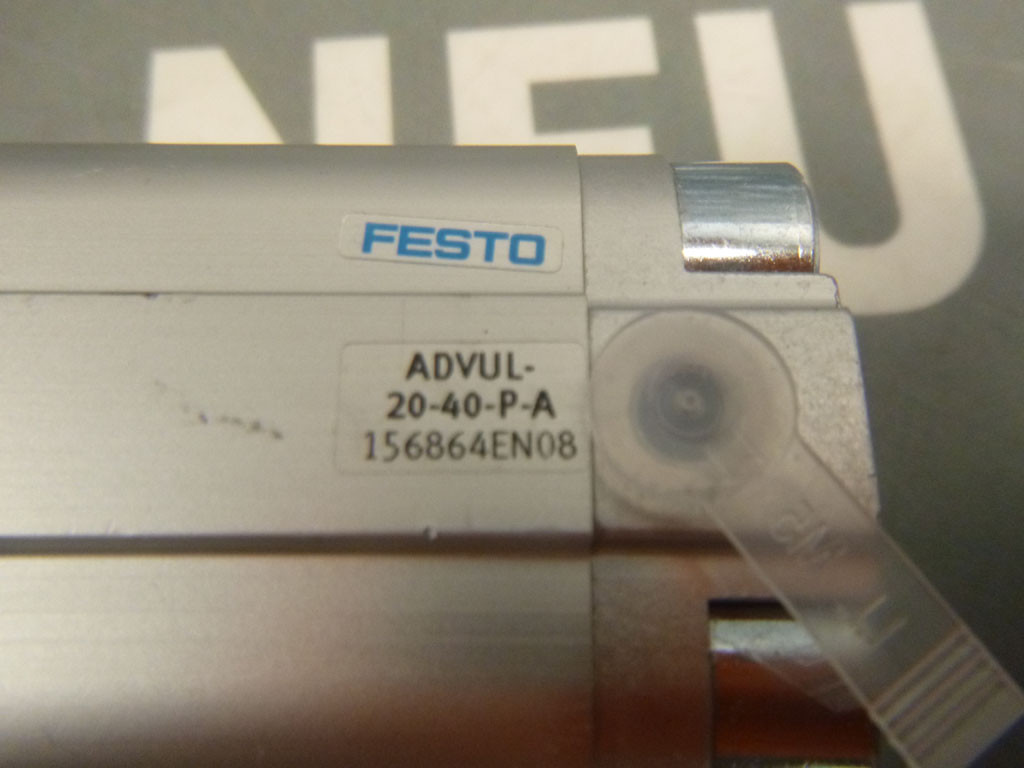 NEU
FESTO
ADVUL-
20-40-P-A
156864EN08